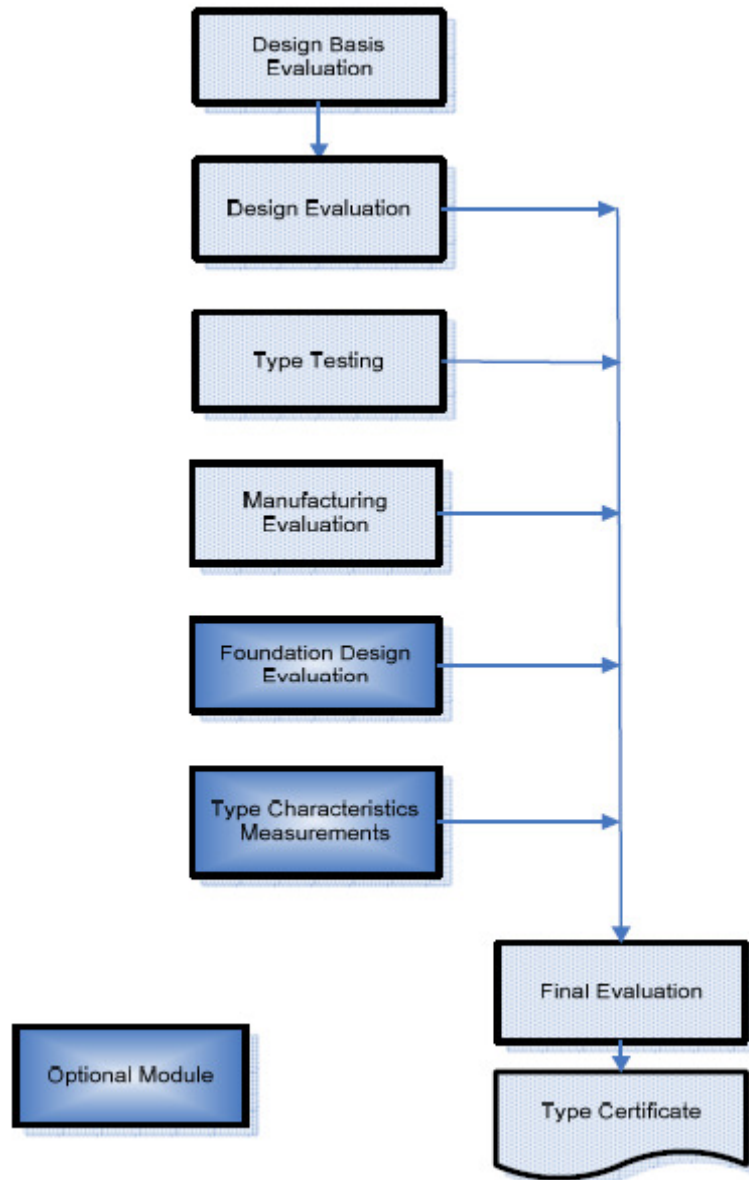 Design Basis
Evaluation
Design Evaluation
Type Testing
Manufacturing
Evaluation
Foundation Design
Evaluation
Type Characteristics
Measurements
Final Evaluation
Optional Module
Type Certificate